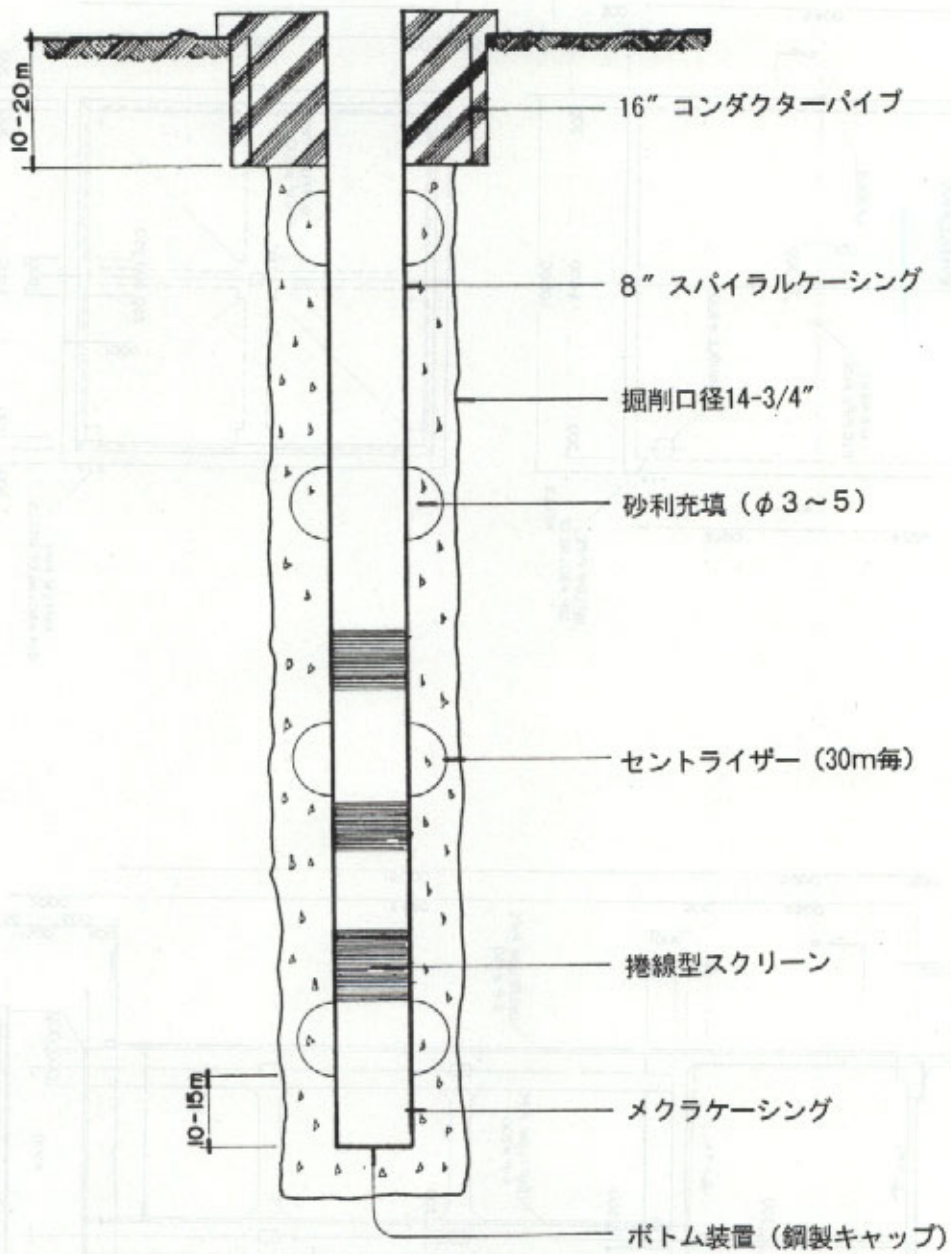 10-20m
16" コンダクターパイプ
8" スパイラルケーシング
掘削口径14-3/4"
砂利充填（φ3～5）
セントライザー（30m毎）
捲線型スクリーン
10-15m
メクラケーシング
ボトム装置（鋼製キャップ）